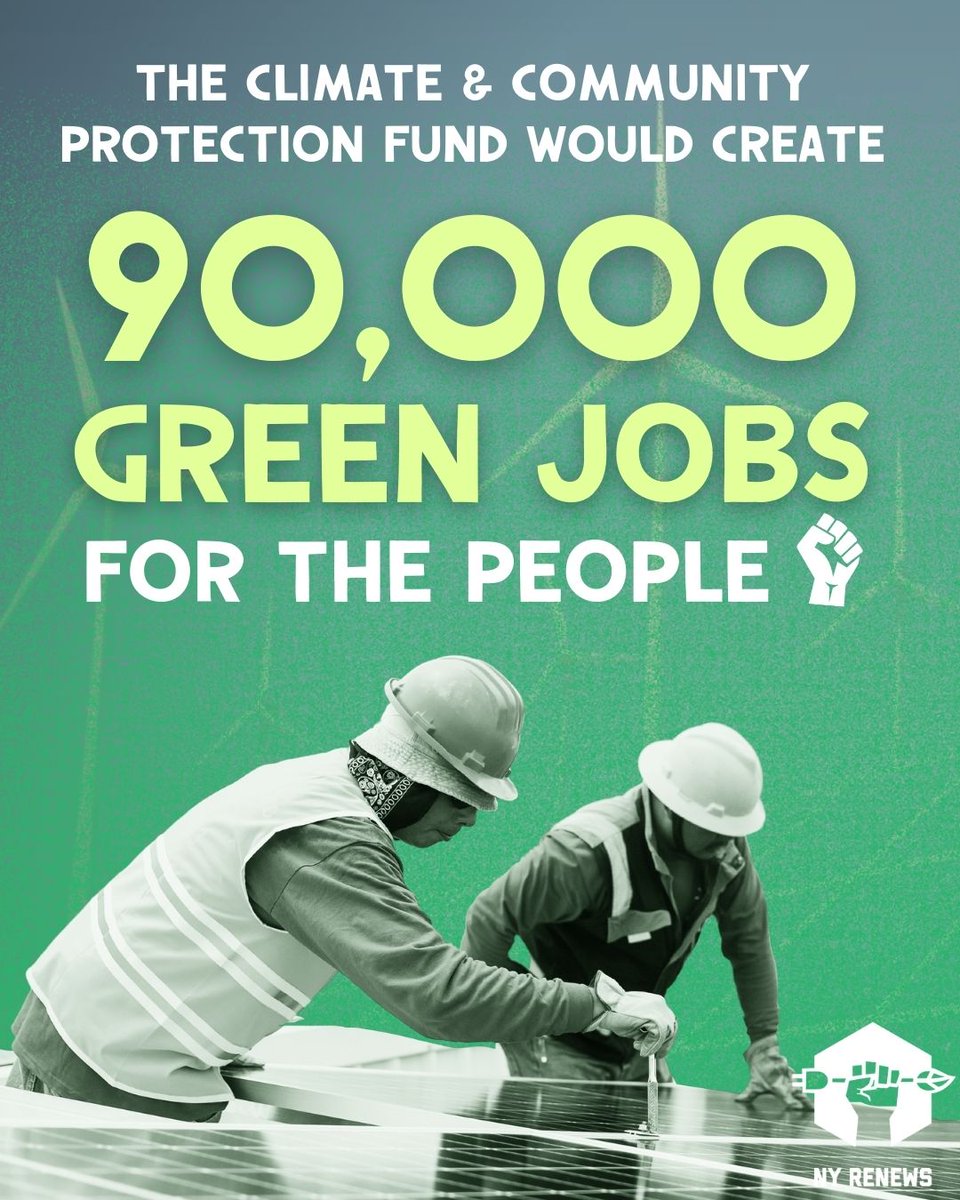 THE CLIMATE & COMMUNITY
PROTECTION FUND WOULD CREATE
90,000
GREEN JOBS
FOR THE PEOPLE
NY RENEWS